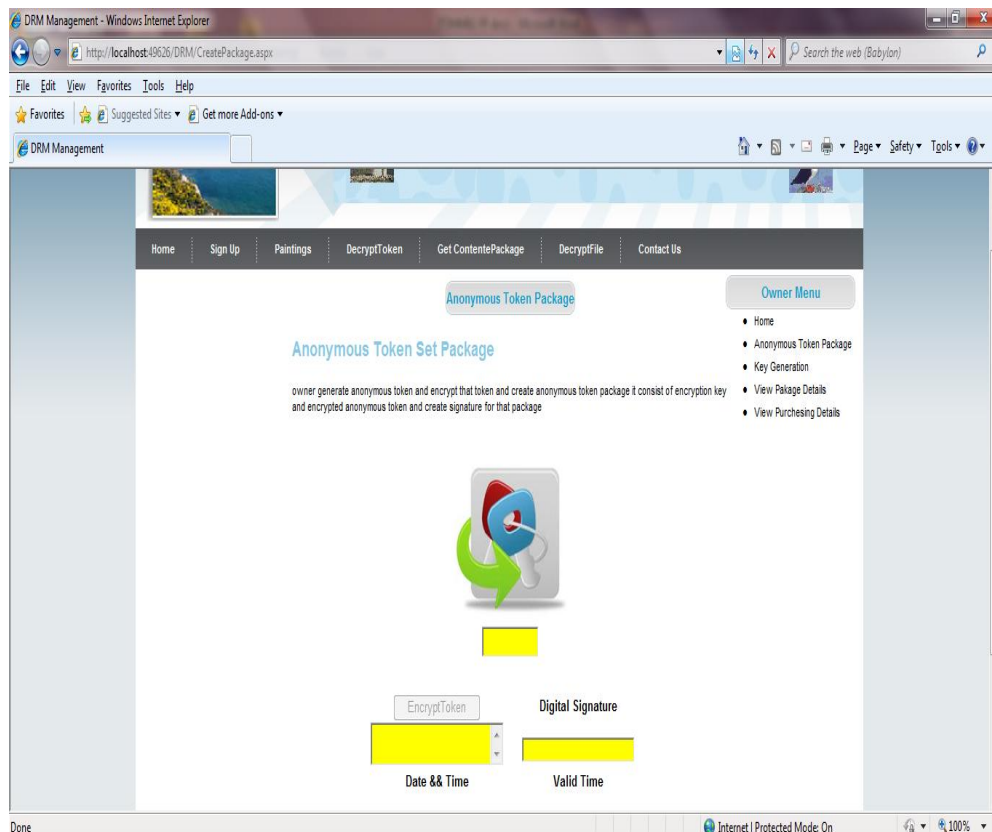 DRM Management - Windows Internet Explorer
http://localhost:49626/DRM/CreatePackage.aspx
Search the web (Babylon)
File Edit View Favorites Tools Help
Favorites Suggested Sites Get more Add-ons
DRM Management
Page Safety Tools
Home Sign Up Paintings DecryptToken Get ContentePackage DecryptFile Contact Us
Anonymous Token Package
Owner Menu
Home
Anonymous Token Package
Key Generation
View Pakage Details
View Purchesing Details
Anonymous Token Set Package
owner generate anonymous token and encrypt that token and create anonymous token package it consist of encryption key
and encrypted anonymous token and create signature for that package
EncryptToken
Digital Signature
Date && Time
Valid Time
Done
Internet | Protected Mode: On
100%